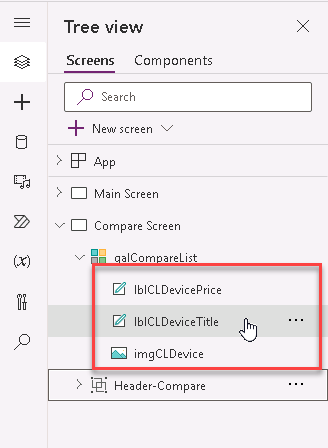 Tree view
Screens Components
Search
New screen
App
Main Screen
Compare Screen
galCompareList
lblCLDevicePrice
lblCLDeviceTitle
imgCLDevice
Header-Compare